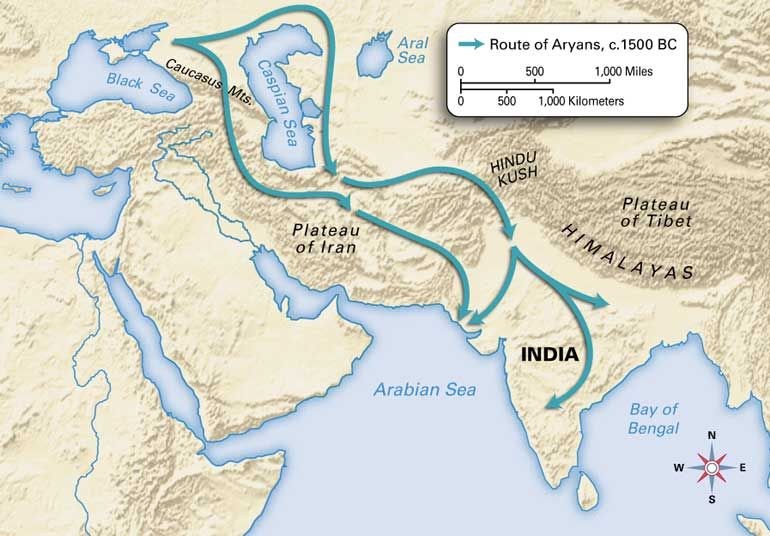 Route of Aryans, c.1500 BC
0 500 1,000 Miles
0 500 1,000 Kilometers
Aral
Sea
Black Sea
Caucasus Mts.
Caspian Sea
HINDU
KUSH
Plateau
of Tibet
HIMALAYAS
Plateau
of Iran
INDIA
Arabian Sea
Bay of
Bengal
N
W E
S